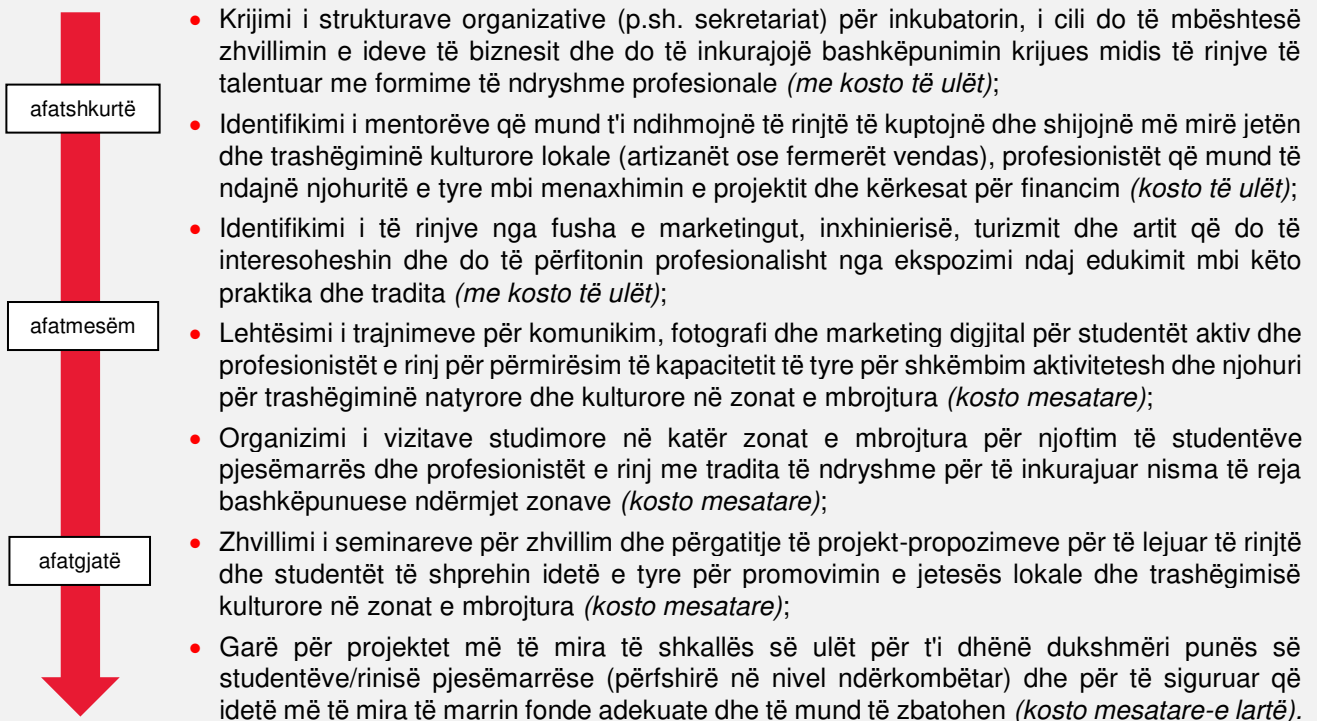 • Krijimi i strukturave organizative (p.sh. sekretariat) për inkubatorin, i cili do të mbështesë
zhvillimin e ideve të biznesit dhe do të inkurajojë bashkëpunimin krijues midis të rinjve të
talentuar me formime të ndryshme profesionale (me kosto të ulët);
afatshkurtë
• Identifikimi i mentorëve që mund t'i ndihmojnë të rinjtë të kuptojnë dhe shijojnë më mirë jetën
dhe trashëgiminë kulturore lokale (artizanët ose fermerët vendas), profesionistët që mund të
ndajnë njohuritë e tyre mbi menaxhimin e projektit dhe kërkesat për financim (kosto të ulët);
• Identifikimi i të rinjve nga fusha e marketingut, inxhinierisë, turizmit dhe artit që do të
interesoheshin dhe do të përfitonin profesionalisht nga ekspozimi ndaj edukimit mbi këto
praktika dhe tradita (me kosto të ulët);
afatmesëm
• Lehtësimi i trajnimeve për komunikim, fotografi dhe marketing digjital për studentët aktiv dhe
profesionistët e rinj për përmirësim të kapacitetit të tyre për shkëmbim aktivitetesh dhe njohuri
për trashëgiminë natyrore dhe kulturore në zonat e mbrojtura (kosto mesatare);
• Organizimi i vizitave studimore në katër zonat e mbrojtura për njoftim të studentëve
pjesëmarrës dhe profesionistët e rinj me tradita të ndryshme për të inkurajuar nisma të reja
bashkëpunuese ndërmjet zonave (kosto mesatare);
afatgjatë
• Zhvillimi i seminareve për zhvillim dhe përgatitje të projekt-propozimeve për të lejuar të rinjtë
dhe studentët të shprehin idetë e tyre për promovimin e jetesës lokale dhe trashëgimisë
kulturore në zonat e mbrojtura (kosto mesatare);
• Garë për projektet më të mira të shkallës së ulët për t'i dhënë dukshmëri punës së
studentëve/rinisë pjesëmarrëse (përfshirë në nivel ndërkombëtar) dhe për të siguruar që
idetë më të mira të marrin fonde adekuate dhe të mund të zbatohen (kosto mesatare-e lartë).